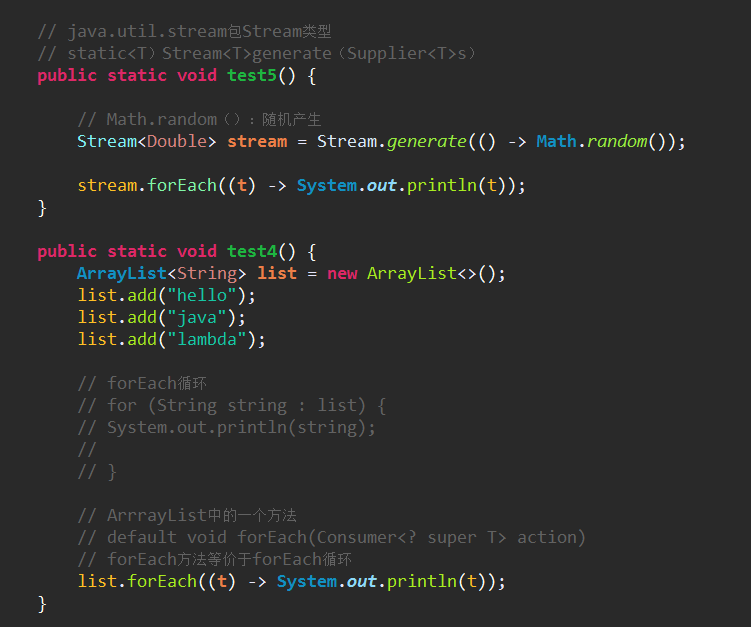 // java.util.stream包Stream类型
// static<T）Stream<T>generate（Supplier<T>s）
public static void test5() {
// Math.random（）：随机产生
Stream<Double> stream = Stream.generate(() -> Math.random());
stream.forEach((t) -> System.out.println(t));
}
public static void test4() {
ArrayList<String> list = new ArrayList<>();
list.add("hello");
list.add("java");
list.add("lambda");
// forEach循环
// for (String string : list) {
// System.out.println(string);
//
// }
// ArrrayList中的一个方法
// default void forEach(Consumer<? super T> action)
// forEach方法等价于forEach循环
list.forEach((t) -> System.out.println(t));
}